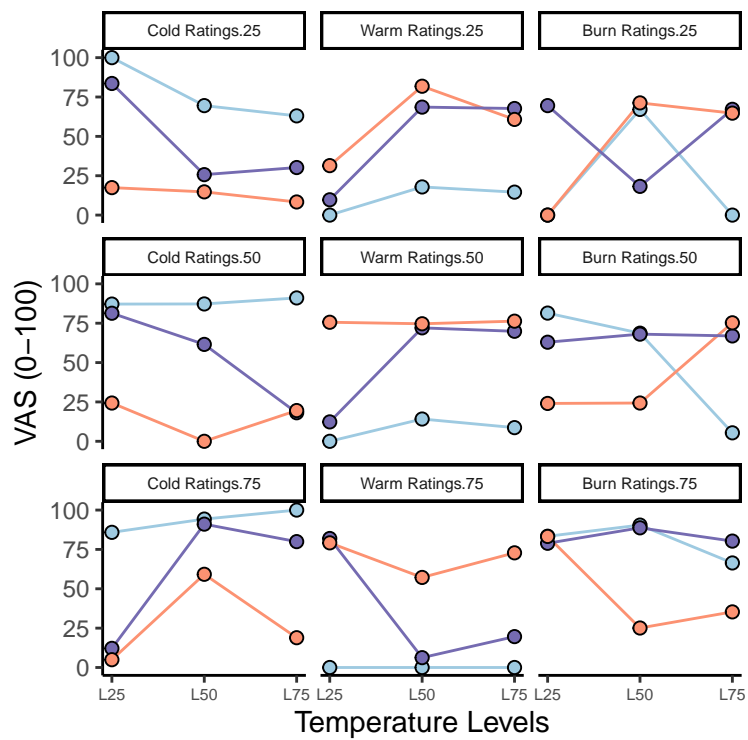 Cold Ratings.25
Warm Ratings.25
Burn Ratings.25
100
75
50
25
0
Cold Ratings.50
Warm Ratings.50
Burn Ratings.50
100
75
50
25
0
Cold Ratings.75
Warm Ratings.75
Burn Ratings.75
100
75
50
25
0
VAS (0−100)
L25 L50 L75 L25 L50 L75 L25 L50 L75
Temperature Levels